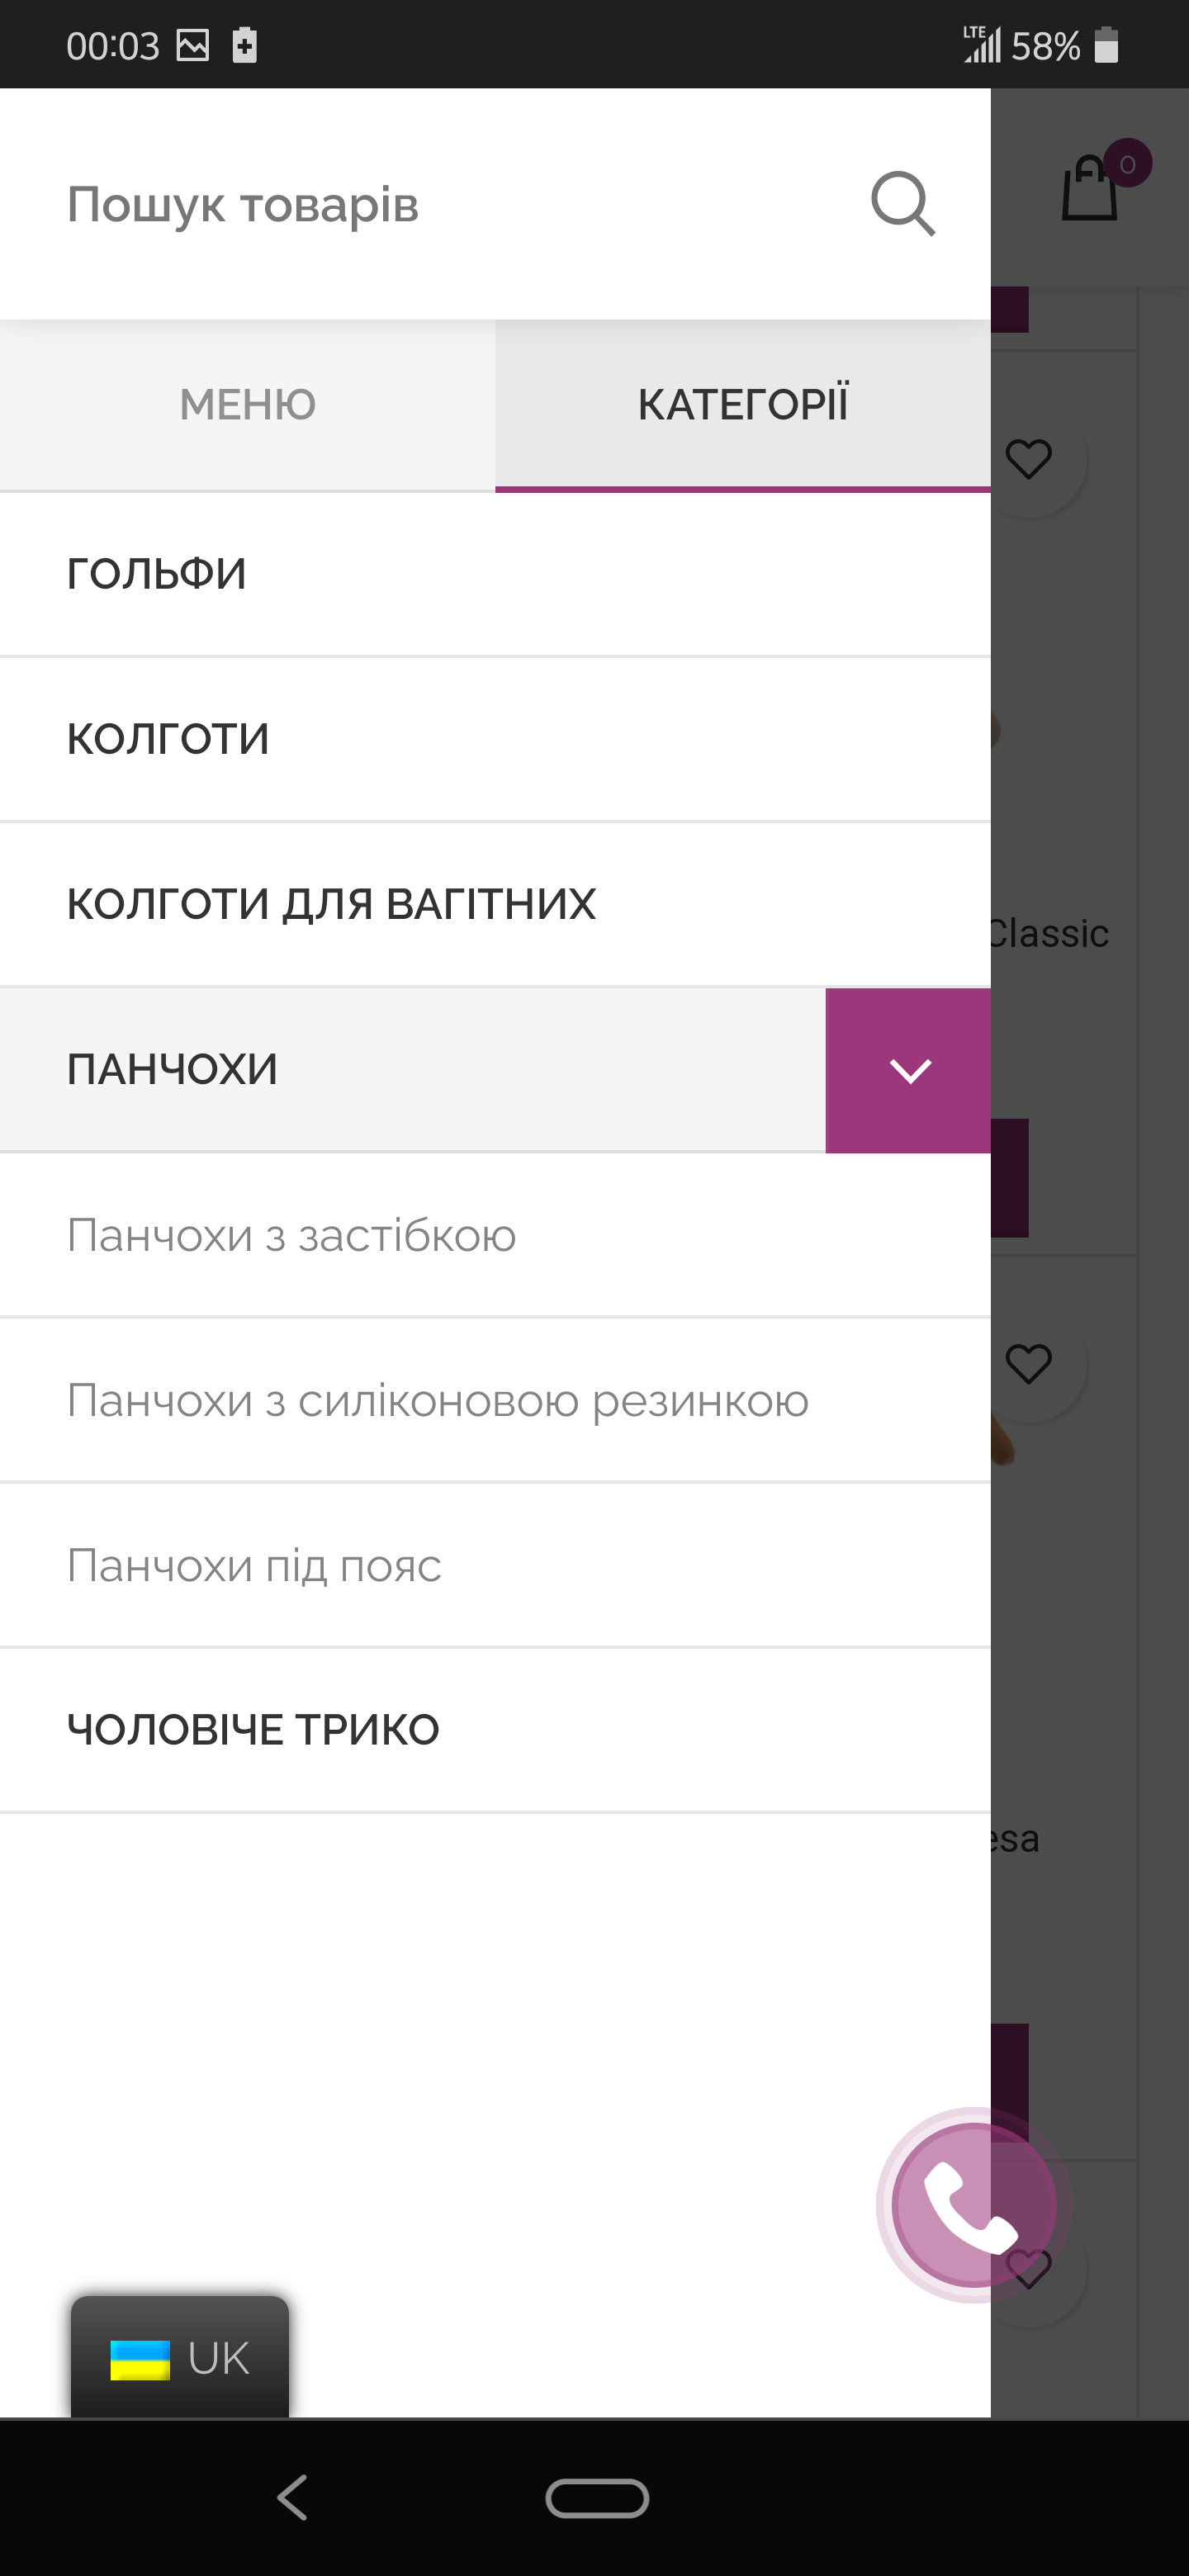 00:03
LTE 58%
Пошук товарів
0
МЕНЮ
КАТЕГОРІЇ
ГОЛЬФИ
КОЛГОТИ
КОЛГОТИ ДЛЯ ВАГІТНИХ
Classic
ПАНЧОХИ
Панчохи з застібкою
Панчохи з силіконовою резинкою
Панчохи під пояс
ЧОЛОВІЧЕ ТРИКО
esa
UK